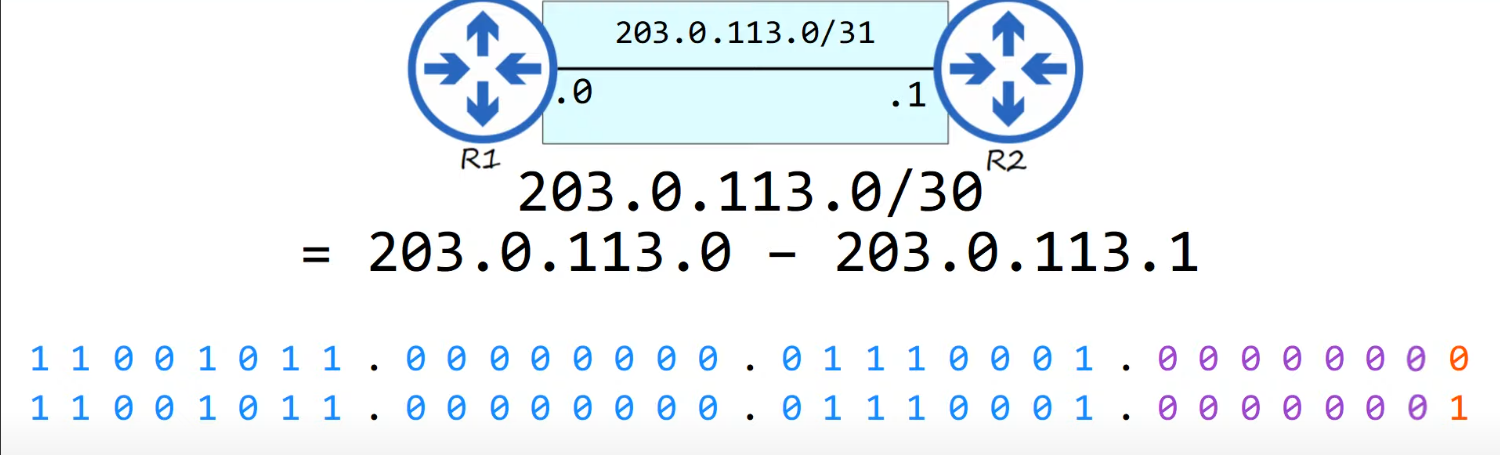 203.0.113.0/31
.0 .1
R1 R2
203.0.113.0/30
= 203.0.113.0 – 203.0.113.1
1 1 0 0 1 0 1 1 . 0 0 0 0 0 0 0 0 . 0 1 1 1 0 0 0 1 . 0 0 0 0 0 0 0 0
1 1 0 0 1 0 1 1 . 0 0 0 0 0 0 0 0 . 0 1 1 1 0 0 0 1 . 0 0 0 0 0 0 0 1